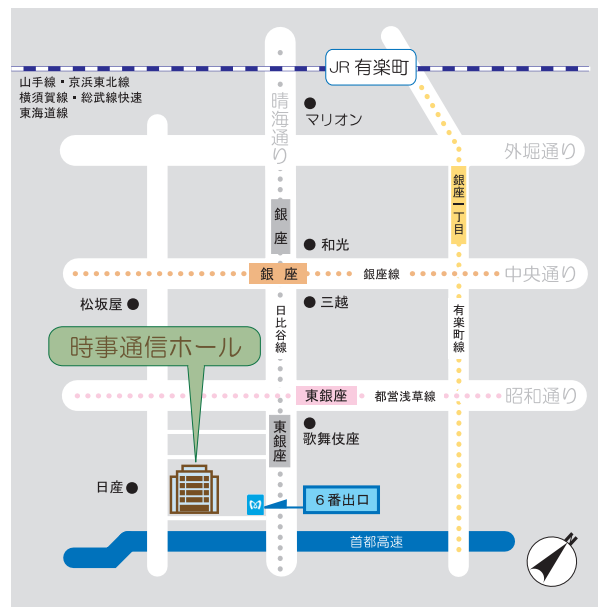 JR 有楽町
山手線・京浜東北線
横須賀線・総武線快速
東海道線
晴海通り
マリオン
外堀通り
銀座一丁目
銀座
和光
銀座
銀座線
中央通り
松坂屋
三越
日比谷線
有楽町線
時事通信ホール
東銀座
都営浅草線
昭和通り
東銀座
歌舞伎座
日産
6番出口
首都高速
N